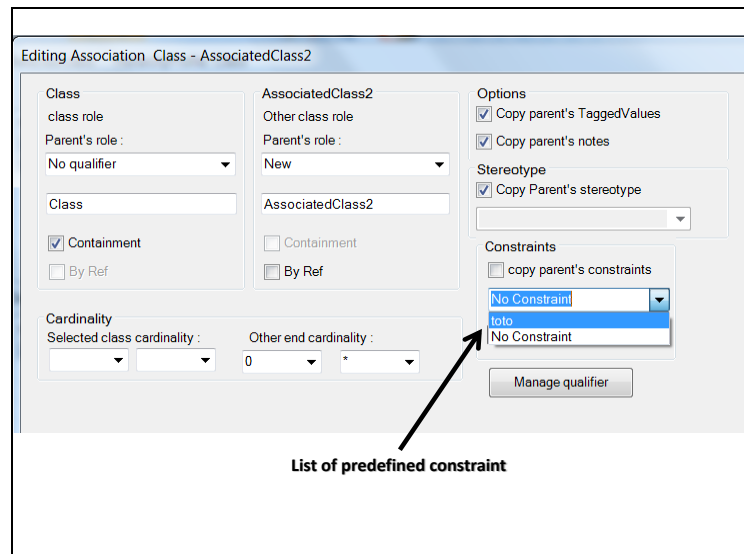 Editing Association Class - AssociatedClass2
Class
class role
Parent's role :
No qualifier
Class
Containment
By Ref
AssociatedClass2
Other class role
Parent's role :
New
AssociatedClass2
Containment
By Ref
Options
Copy parent's TaggedValues
Copy parent's notes
Stereotype
Copy Parent's stereotype
Constraints
copy parent's constraints
No Constraint
toto
No Constraint
Manage qualifier
Cardinality
Selected class cardinality :
Other end cardinality :
0
*
List of predefined constraint